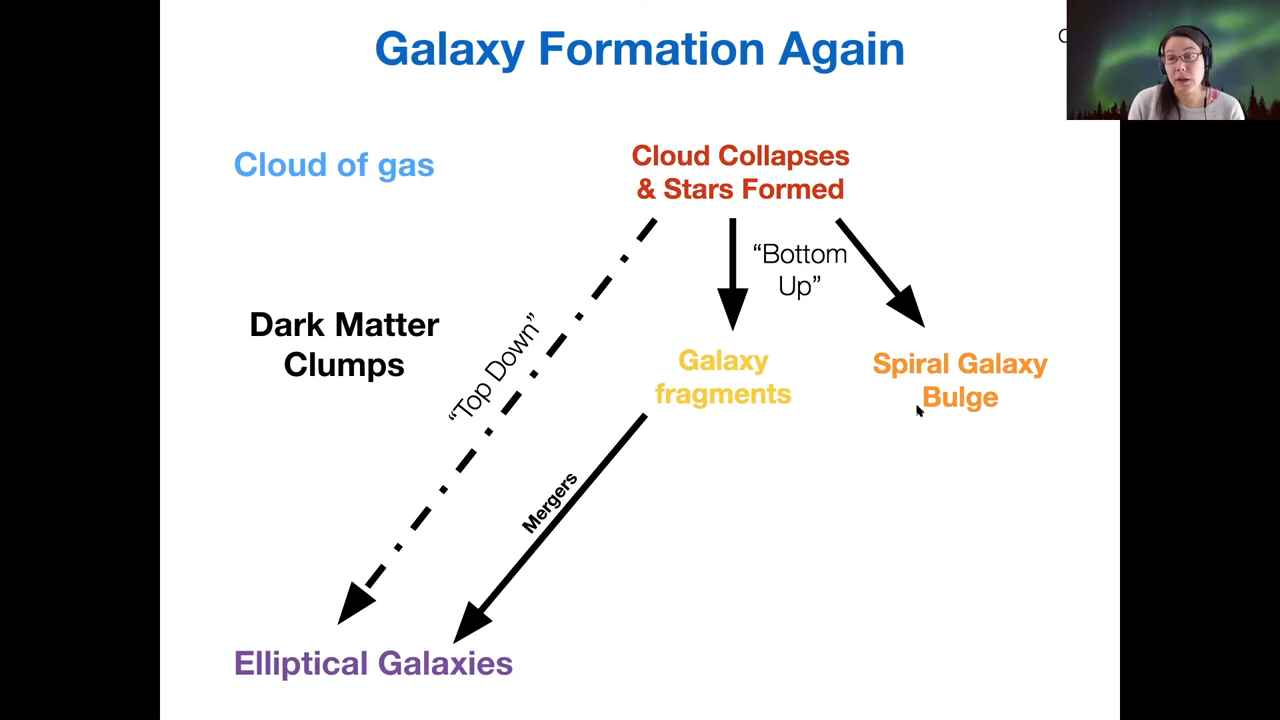 Galaxy Formation Again
Cloud of gas
Cloud Collapses
& Stars Formed
“Bottom
Up”
“Top Down”
Dark Matter
Clumps
Galaxy
fragments
Spiral Galaxy
Bulge
Mergers
Elliptical Galaxies